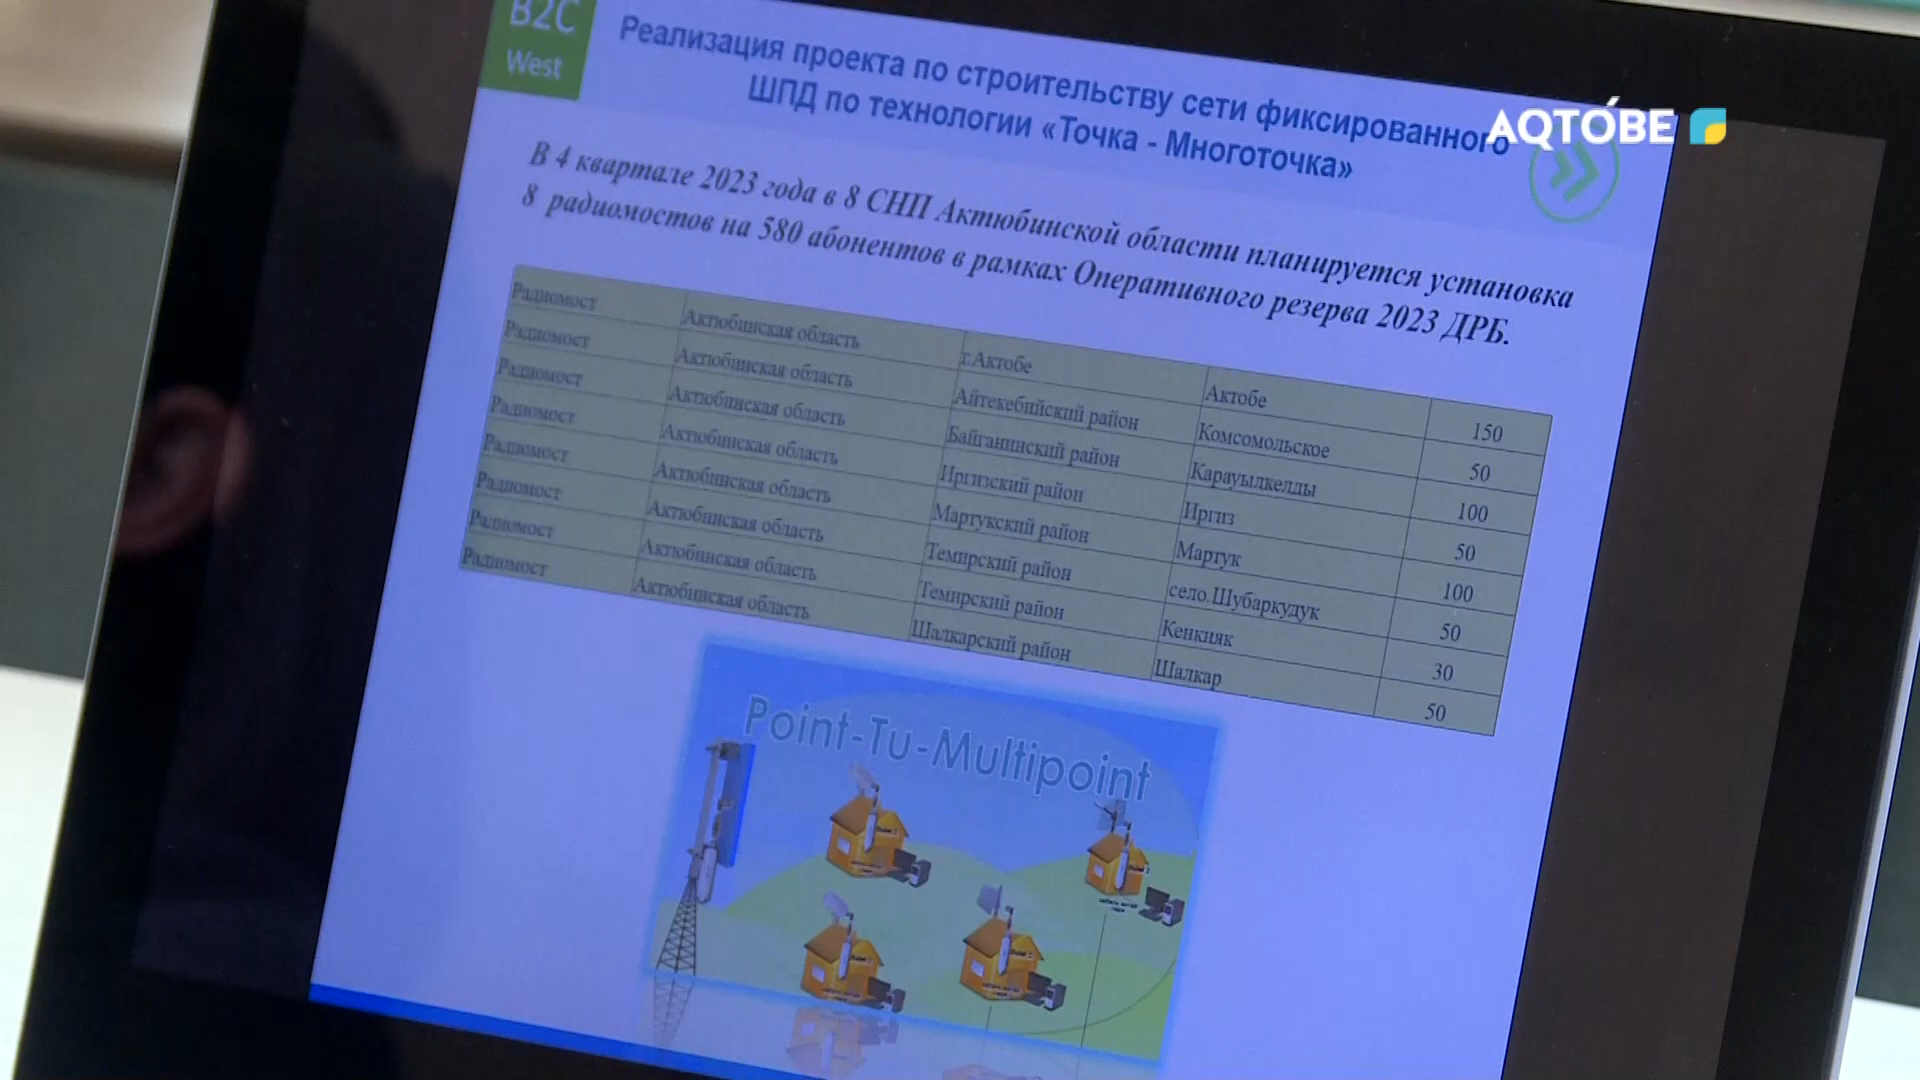 B2C
West
Реализация проекта по строительству сети фиксированного
ШПД по технологии «Точка - Многоточка»
AQTÓBE
В 4 квартале 2023 года в 8 СНП Актюбинской области планируется установка
8 радиомостов на 580 абонентов в рамках Оперативного резерва 2023 ДРБ.
Радиомост Актюбинская область г.Актобе Актобе 150
Радиомост Актюбинская область Айтекебийский район Комсомольское 50
Радиомост Актюбинская область Байганинский район Карауылкелды 100
Радиомост Актюбинская область Иргизский район Иргиз 50
Радиомост Актюбинская область Мартукский район Мартук 100
Радиомост Актюбинская область Темирский район село.Шубаркудук 50
Радиомост Актюбинская область Темирский район Кенкияк 30
Радиомост Актюбинская область Шалкарский район Шалкар 50
Point-Tu-Multipoint